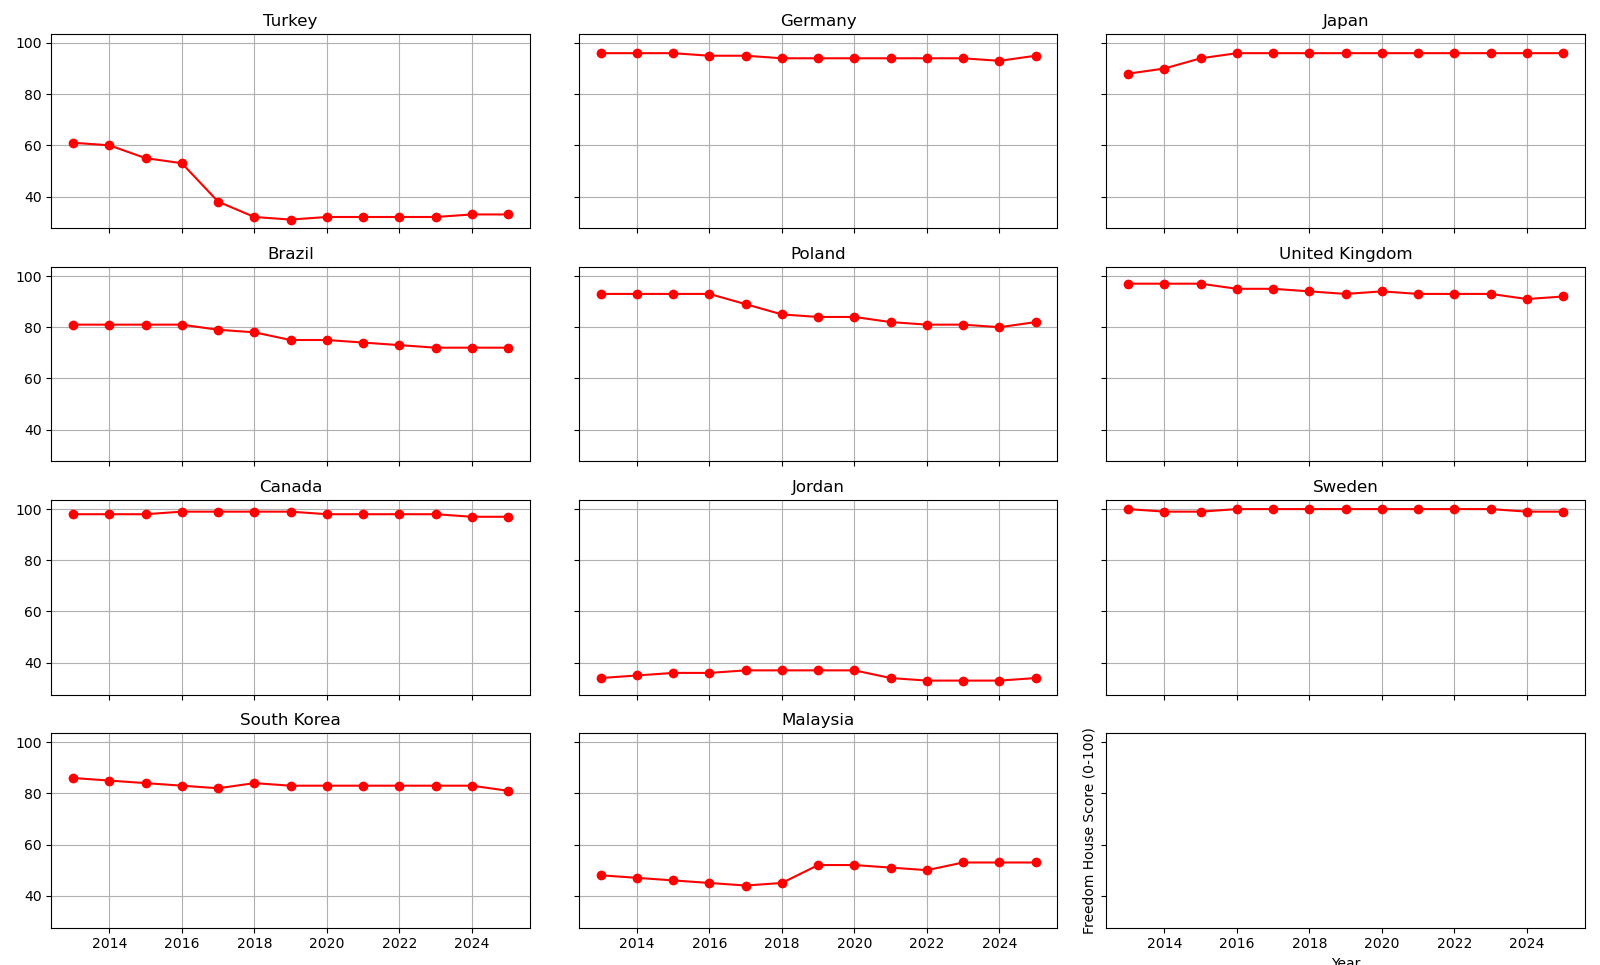 Turkey
Germany
Japan
100
80
60
40
Brazil
Poland
United Kingdom
100
80
60
40
Canada
Jordan
Sweden
100
80
60
40
South Korea
Malaysia
100
80
60
40
Freedom House Score (0-100)
2014 2016 2018 2020 2022 2024
2014 2016 2018 2020 2022 2024
2014 2016 2018 2020 2022 2024
Year